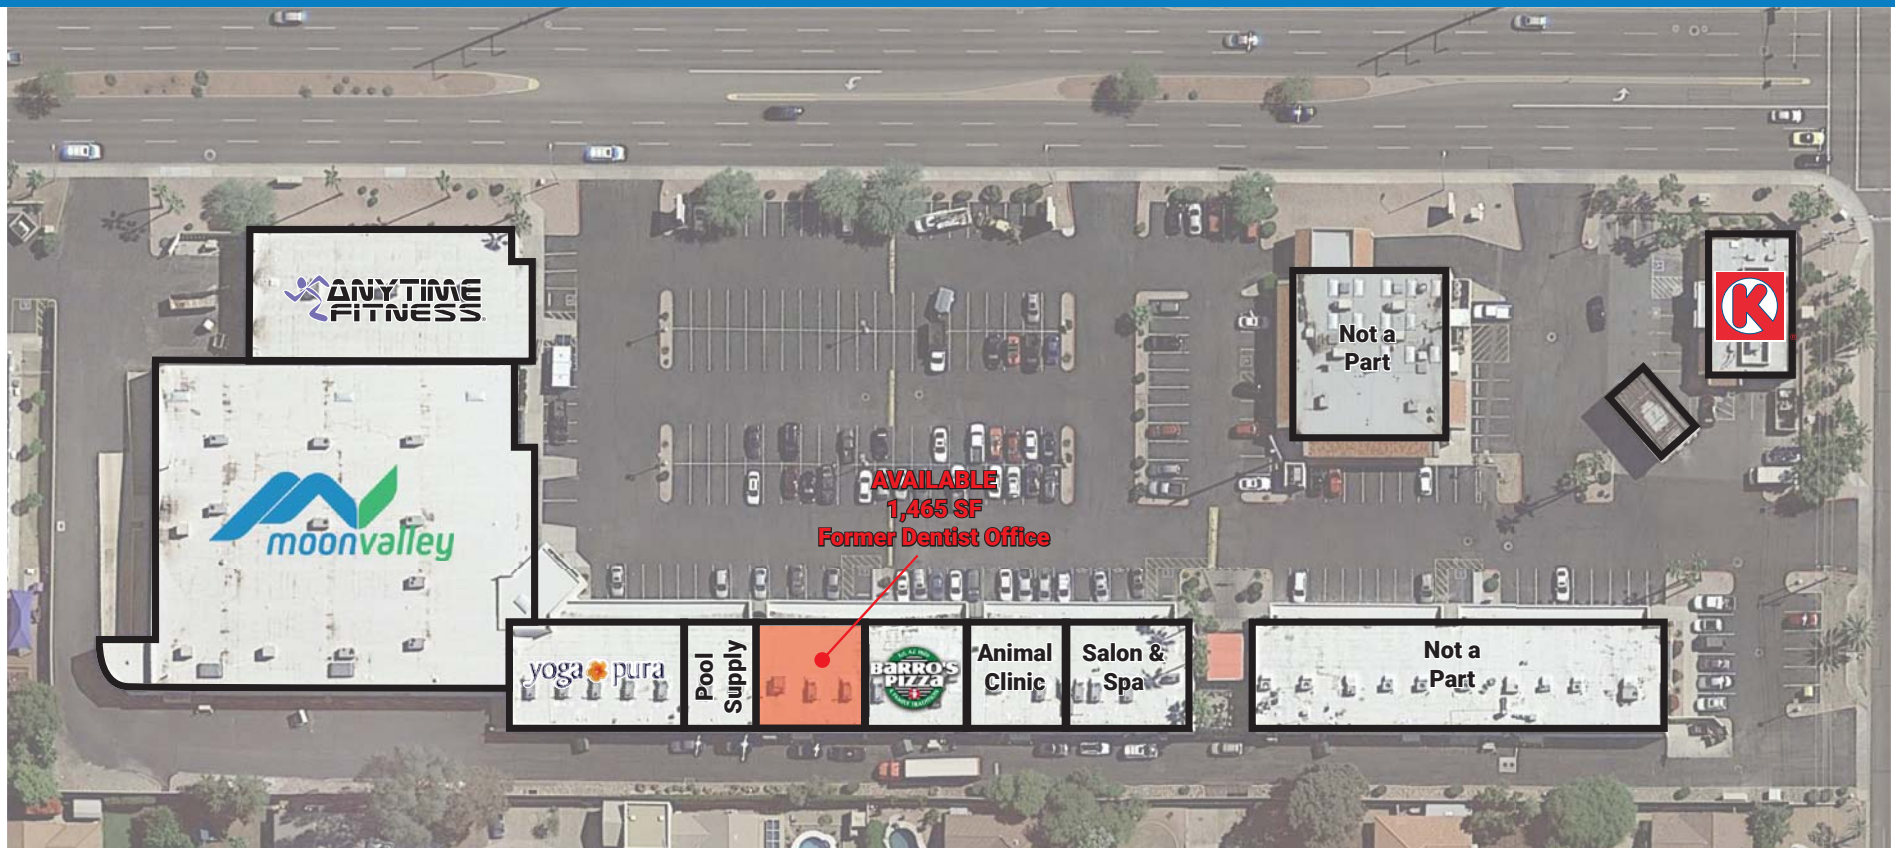 ANYTIME
FITNESS
Not a
Part
K
moonvalley
AVAILABLE
1,465 SF
Former Dentist Office
yoga pura
Pool
Supply
BARRO'S
PIZZA
Animal
Clinic
Salon &
Spa
Not a
Part